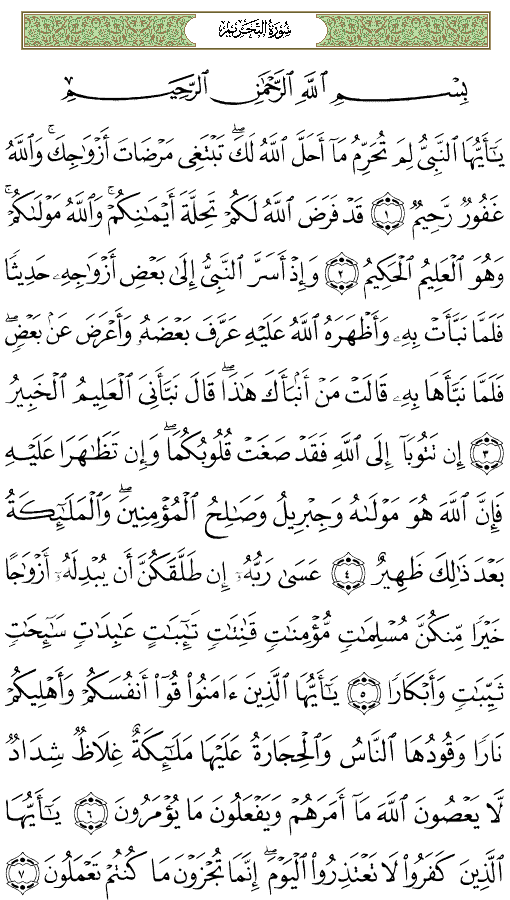 سُورَةُ التَّحۡرِيمِ
بِسۡمِ ٱللَّهِ ٱلرَّحۡمَٰنِ ٱلرَّحِيمِ
يَٰٓأَيُّهَا ٱلنَّبِيُّ لِمَ تُحَرِّمُ مَآ أَحَلَّ ٱللَّهُ لَكَۖ تَبۡتَغِي مَرۡضَاتَ أَزۡوَٰجِكَۚ وَٱللَّهُ
غَفُورٞ رَّحِيمٞ ١ قَدۡ فَرَضَ ٱللَّهُ لَكُمۡ تَحِلَّةَ أَيۡمَٰنِكُمۡۚ وَٱللَّهُ مَوۡلَىٰكُمۡۖ
وَهُوَ ٱلۡعَلِيمُ ٱلۡحَكِيمُ ٢ وَإِذۡ أَسَرَّ ٱلنَّبِيُّ إِلَىٰ بَعۡضِ أَزۡوَٰجِهِۦ حَدِيثٗا
فَلَمَّا نَبَّأَتۡ بِهِۦ وَأَظۡهَرَهُ ٱللَّهُ عَلَيۡهِ عَرَّفَ بَعۡضَهُۥ وَأَعۡرَضَ عَنۢ بَعۡضٖۖ
فَلَمَّا نَبَّأَهَا بِهِۦ قَالَتۡ مَنۡ أَنۢبَأَكَ هَٰذَاۖ قَالَ نَبَّأَنِيَ ٱلۡعَلِيمُ ٱلۡخَبِيرُ
٣ إِن تَتُوبَآ إِلَى ٱللَّهِ فَقَدۡ صَغَتۡ قُلُوبُكُمَاۖ وَإِن تَظَٰهَرَا عَلَيۡهِ
فَإِنَّ ٱللَّهَ هُوَ مَوۡلَىٰهُ وَجِبۡرِيلُ وَصَٰلِحُ ٱلۡمُؤۡمِنِينَۖ وَٱلۡمَلَٰٓئِكَةُ
بَعۡدَ ذَٰلِكَ ظَهِيرٌ ٤ عَسَىٰ رَبُّهُۥٓ إِن طَلَّقَكُنَّ أَن يُبۡدِلَهُۥٓ أَزۡوَٰجًا
خَيۡرٗا مِّنكُنَّ مُسۡلِمَٰتٖ مُّؤۡمِنَٰتٖ قَٰنِتَٰتٖ تَٰٓئِبَٰتٍ عَٰبِدَٰتٖ سَٰٓئِحَٰتٖ
ثَيِّبَٰتٖ وَأَبۡكَارٗا ٥ يَٰٓأَيُّهَا ٱلَّذِينَ ءَامَنُواْ قُوٓاْ أَنفُسَكُمۡ وَأَهۡلِيكُمۡ
نَارٗا وَقُودُهَا ٱلنَّاسُ وَٱلۡحِجَارَةُ عَلَيۡهَا مَلَٰٓئِكَةٌ غِلَاظٞ شِدَادٞ
لَّا يَعۡصُونَ ٱللَّهَ مَآ أَمَرَهُمۡ وَيَفۡعَلُونَ مَا يُؤۡمَرُونَ ٦ يَٰٓأَيُّهَا
ٱلَّذِينَ كَفَرُواْ لَا تَعۡتَذِرُواْ ٱلۡيَوۡمَۖ إِنَّمَا تُجۡزَوۡنَ مَا كُنتُمۡ تَعۡمَلُونَ ٧